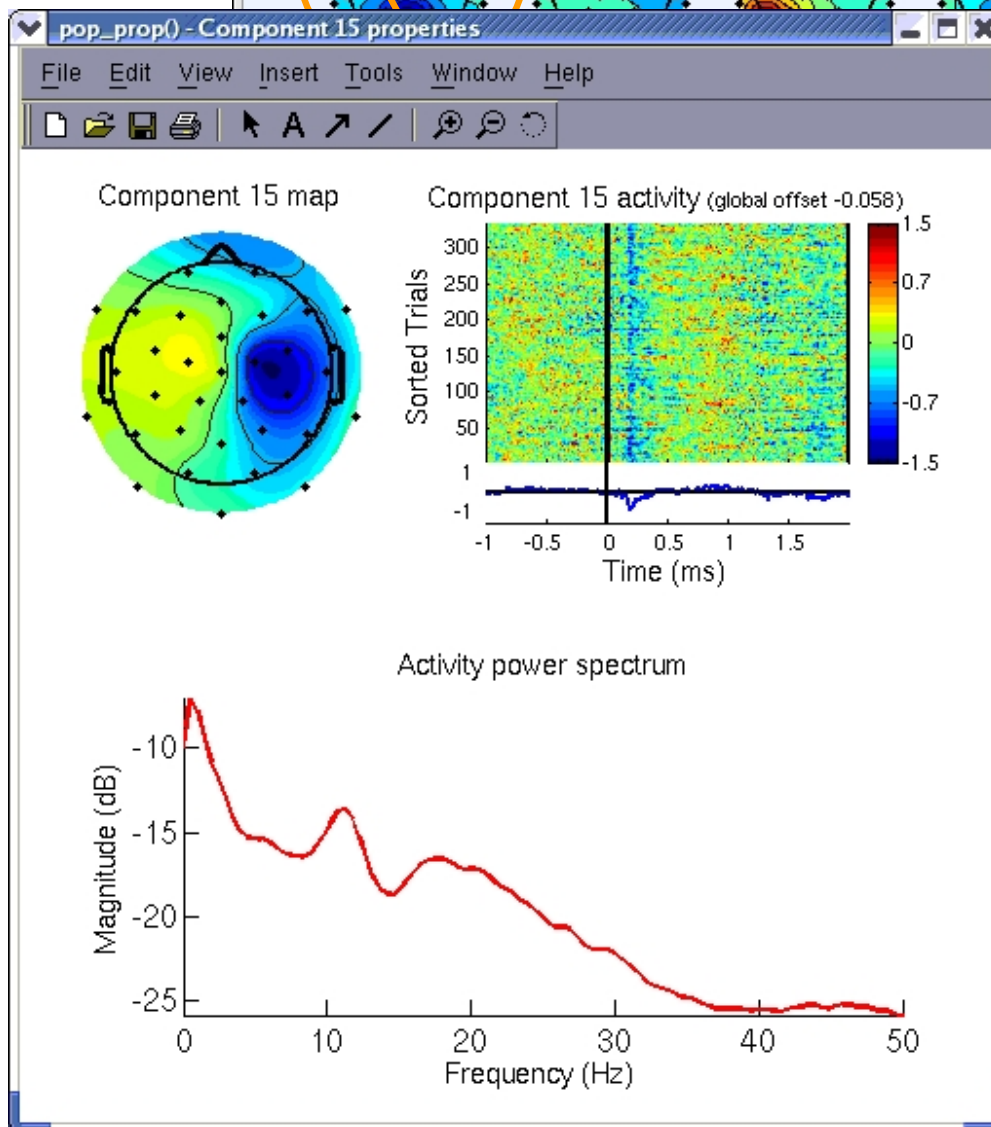 pop_prop() - Component 15 properties
File Edit View Insert Tools Window Help
A
Component 15 map
Component 15 activity (global offset -0.058)
Sorted Trials
300
250
200
150
100
50
1.5
0.7
0
-0.7
-1.5
1
-1
-1 -0.5 0 0.5 1 1.5
Time (ms)
Activity power spectrum
Magnitude (dB)
-10
-15
-20
-25
0 10 20 30 40 50
Frequency (Hz)